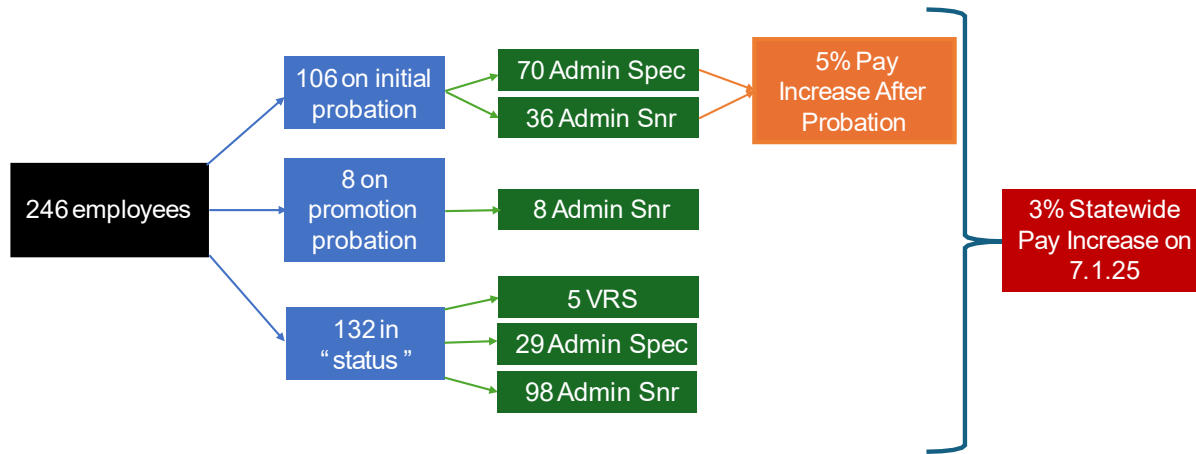 246 employees
106 on initial
probation
70 Admin Spec
36 Admin Snr
5% Pay
Increase After
Probation
8 on
promotion
probation
8 Admin Snr
132 in
“status”
5 VRS
29 Admin Spec
98 Admin Snr
3% Statewide
Pay Increase on
7.1.25